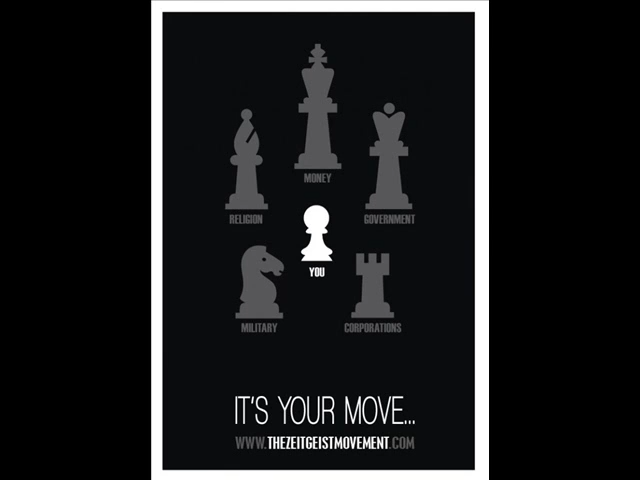 MONEY
RELIGION
GOVERNMENT
YOU
MILITARY
CORPORATIONS
IT'S YOUR MOVE...
WWW.THEZEITGEISTMOVEMENT.COM